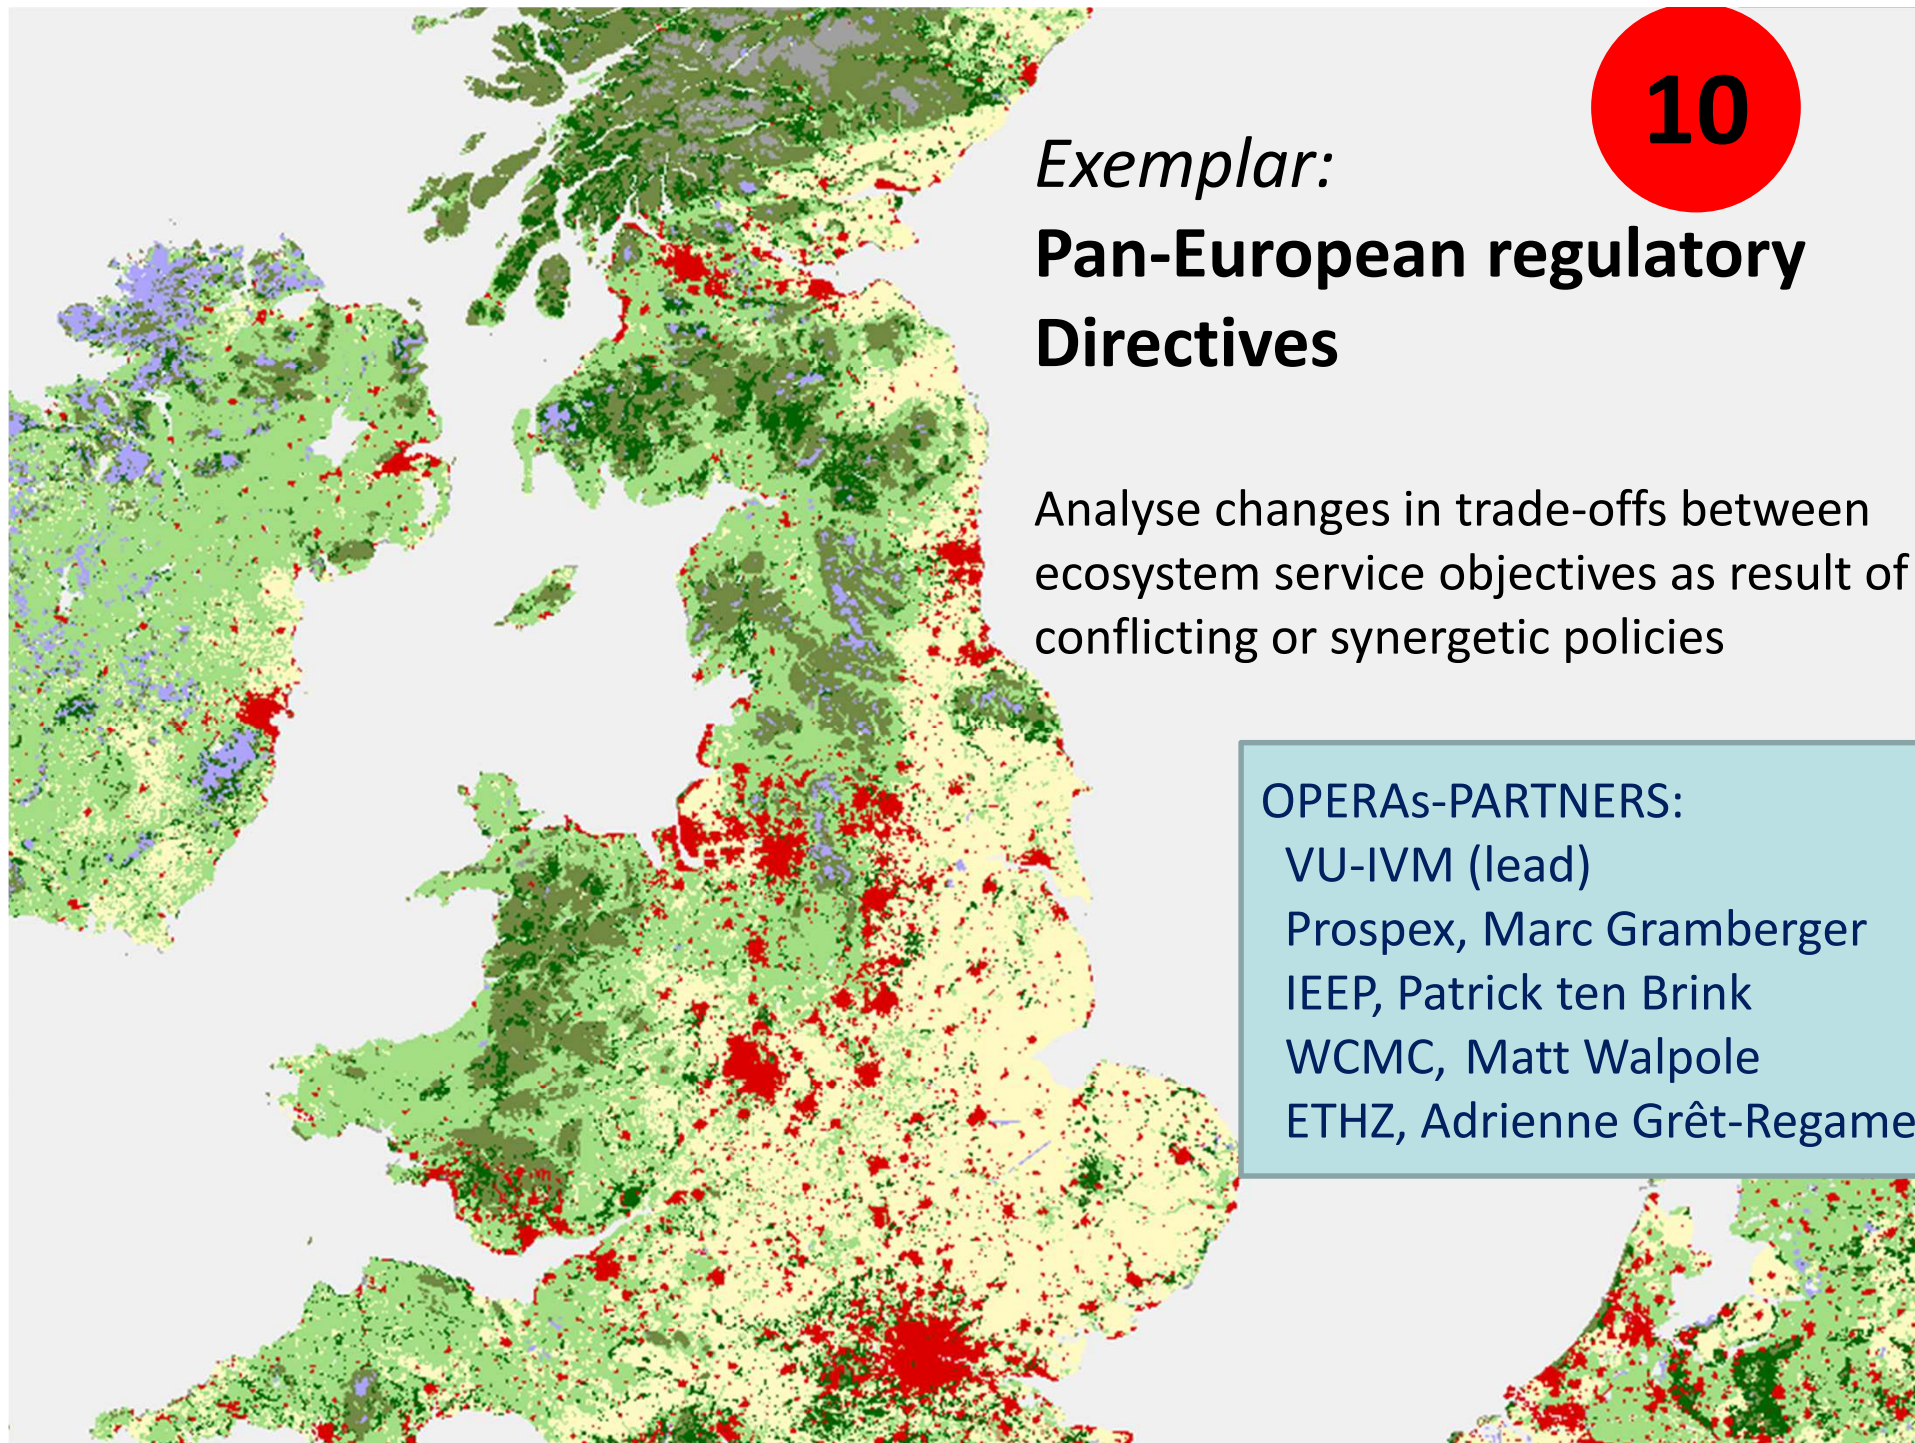 10
Exemplar:
Pan-European regulatory
Directives
Analyse changes in trade-offs between
ecosystem service objectives as result of
conflicting or synergetic policies
OPERAs-PARTNERS:
VU-IVM (lead)
Prospex, Marc Gramberger
IEEP, Patrick ten Brink
WCMC, Matt Walpole
ETHZ, Adrienne Grêt-Regame